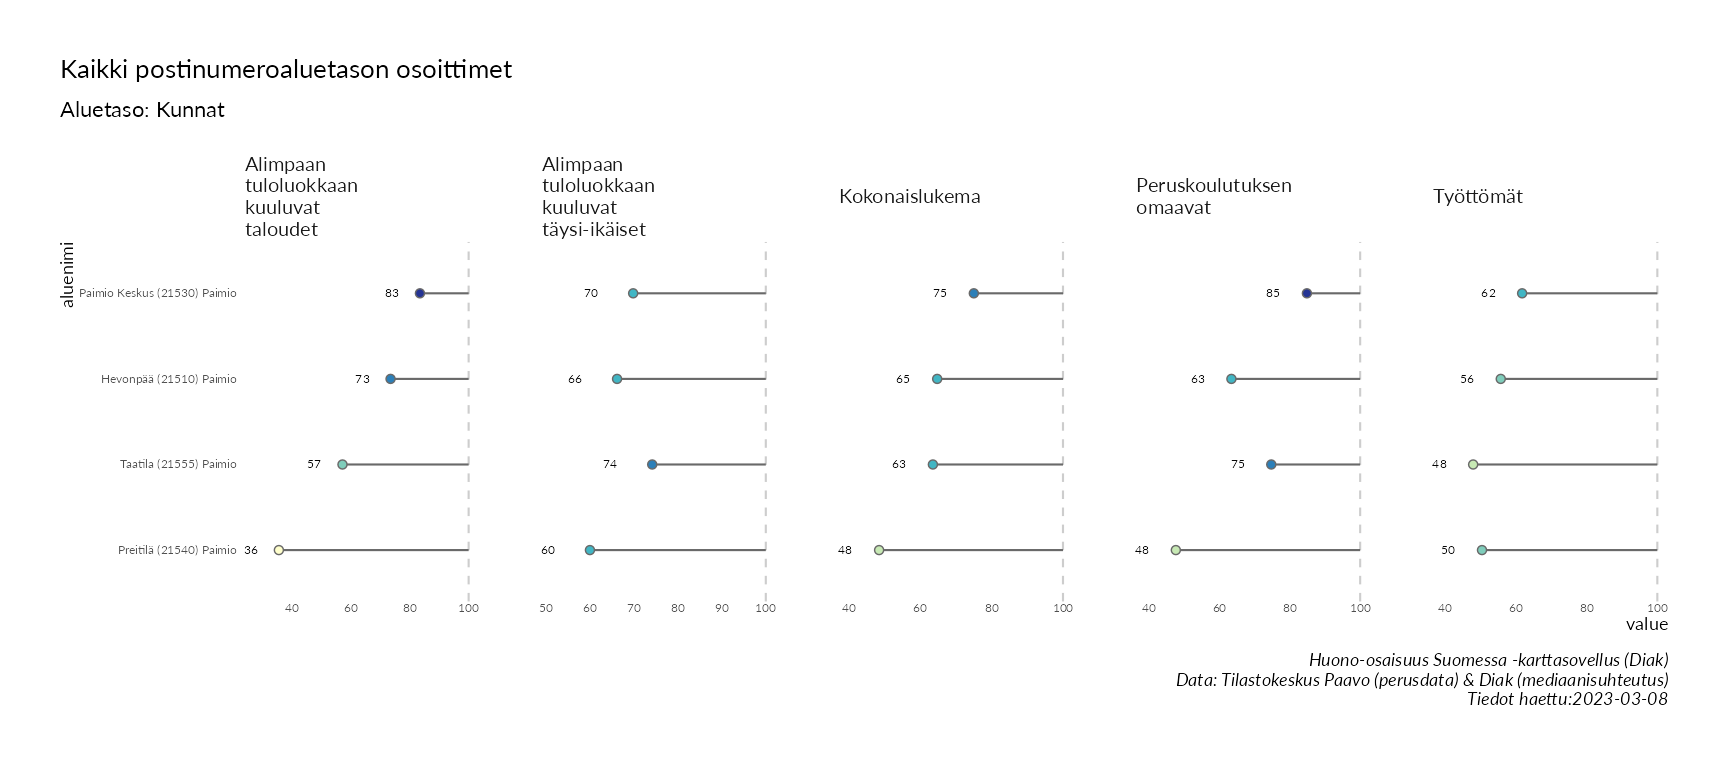 Kaikki postinumeroaluetason osoittimet
Aluetaso: Kunnat
Alimpaan
tuloluokkaan
kuuluvat
taloudet
Alimpaan
tuloluokkaan
kuuluvat
täysi-ikäiset
Kokonaislukema
Peruskoulutuksen
omaavat
Työttömät
aluenimi
Paimio Keskus (21530) Paimio 83 70 75 85 62
Hevonpää (21510) Paimio 73 66 65 63 56
Taatila (21555) Paimio 57 74 63 75 48
Preitilä (21540) Paimio 36 60 48 48 50
40 60 80 100 50 60 70 80 90 100 40 60 80 100 40 60 80 100 40 60 80 100
value
Huono-osaisuus Suomessa -karttasovellus (Diak)
Data: Tilastokeskus Paavo (perusdata) & Diak (mediaanisuhteutus)
Tiedot haettu:2023-03-08